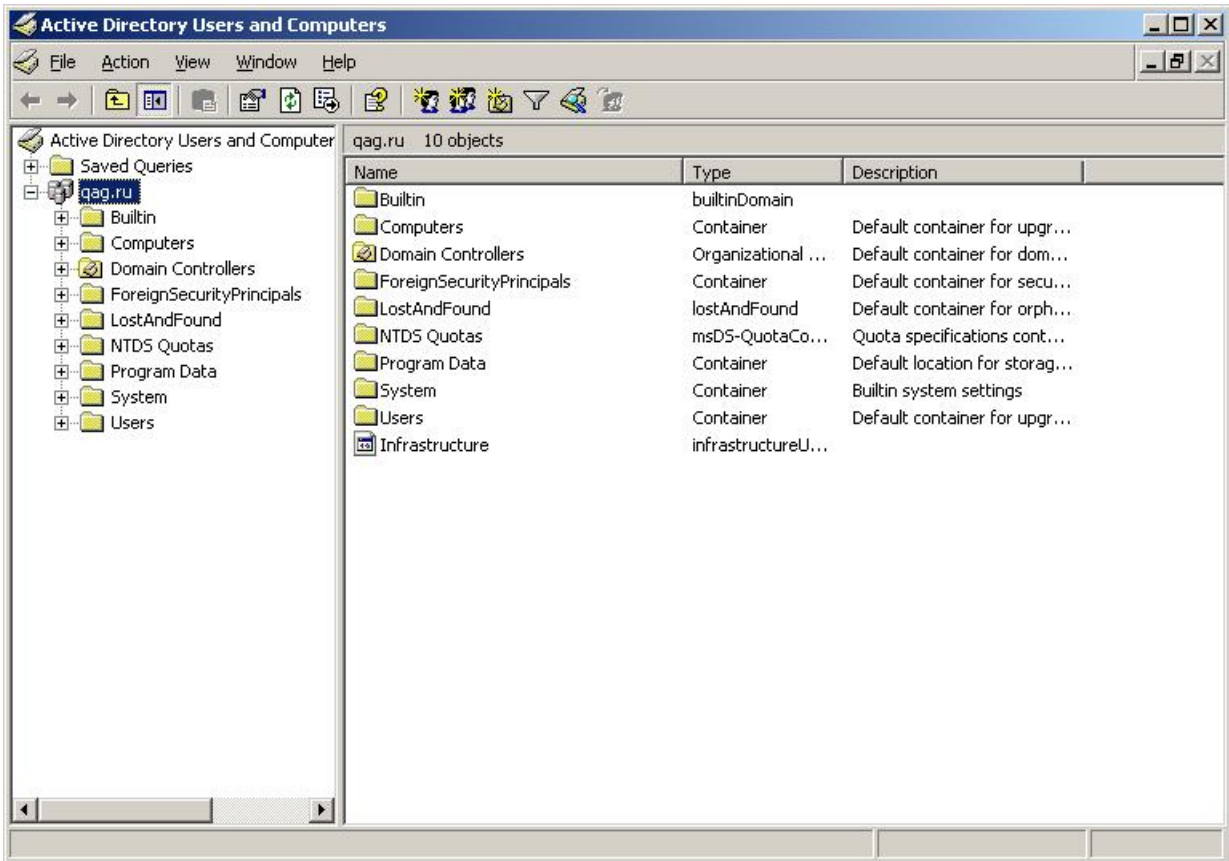 Active Directory Users and Computers
File Action View Window Help
Active Directory Users and Computer
Saved Queries
qag.ru
Builtin
Computers
Domain Controllers
ForeignSecurityPrincipals
LostAndFound
NTDS Quotas
Program Data
System
Users
qag.ru 10 objects
Name Type Description
Builtin builtinDomain
Computers Container Default container for upgr...
Domain Controllers Organizational ... Default container for dom...
ForeignSecurityPrincipals Container Default container for secu...
LostAndFound lostAndFound Default container for orph...
NTDS Quotas msDS-QuotaCo... Quota specifications cont...
Program Data Container Default location for storag...
System Container Builtin system settings
Users Container Default container for upgr...
Infrastructure infrastructureU...